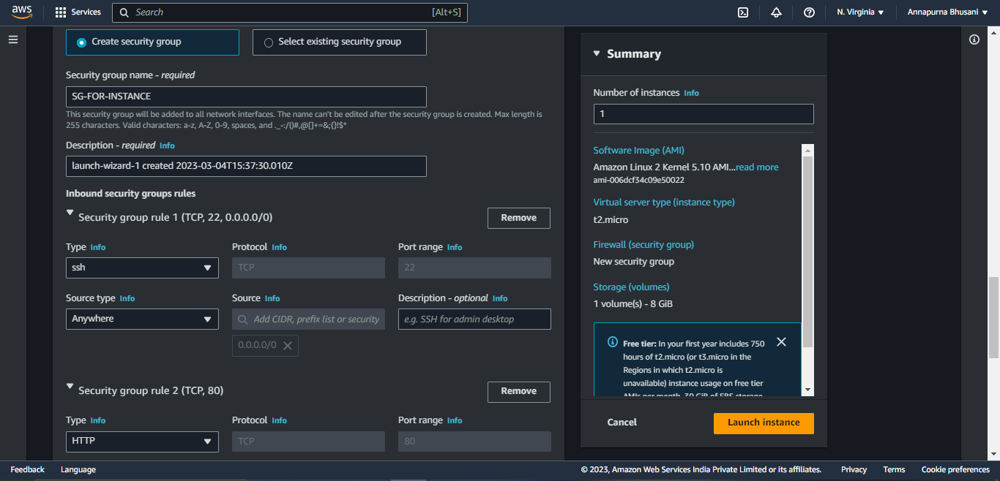 aws
Services
Search
[Alt+S]
N. Virginia
Annapurna Bhusani
Create security group
Select existing security group
Security group name - required
SG-FOR-INSTANCE
This security group will be added to all network interfaces. The name can't be edited after the security group is created. Max length is
255 characters. Valid characters: a-z, A-Z, 0-9, spaces, and ._-:/()#,@[]+=&;{}!$*
Description - required Info
launch-wizard-1 created 2023-03-04T15:37:30.010Z
Inbound security groups rules
Security group rule 1 (TCP, 22, 0.0.0.0/0)
Remove
Type Info
Protocol Info
Port range Info
ssh
TCP
22
Source type Info
Source Info
Description - optional Info
Anywhere
Add CIDR, prefix list or security
e.g. SSH for admin desktop
0.0.0.0/0
Security group rule 2 (TCP, 80)
Remove
Type Info
Protocol Info
Port range Info
HTTP
TCP
80
Summary
Number of instances Info
1
Software Image (AMI)
Amazon Linux 2 Kernel 5.10 AMI...read more
ami-006dcf34c09e50022
Virtual server type (instance type)
t2.micro
Firewall (security group)
New security group
Storage (volumes)
1 volume(s) - 8 GiB
Free tier: In your first year includes 750
hours of t2.micro (or t3.micro in the
Regions in which t2.micro is
unavailable) instance usage on free tier
AMIs per month, 30 GiB of EBS storage,
Cancel
Launch instance
Feedback
Language
© 2023, Amazon Web Services India Private Limited or its affiliates.
Privacy
Terms
Cookie preferences